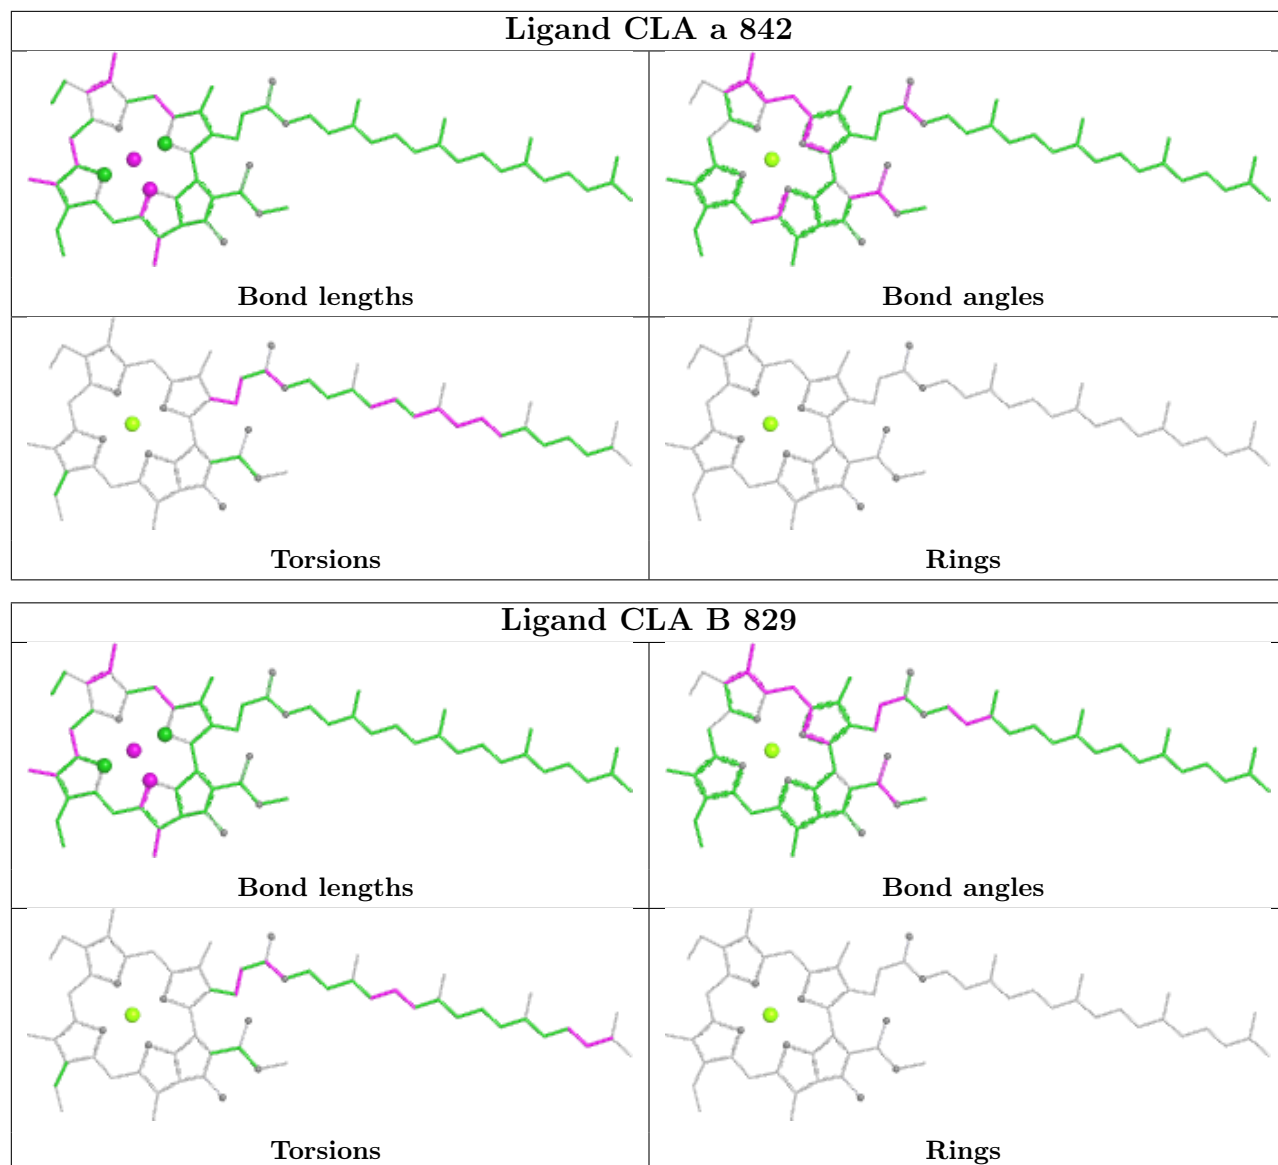 Ligand CLA a 842
Bond lengths
Bond angles
Torsions
Rings
Ligand CLA B 829
Bond lengths
Bond angles
Torsions
Rings